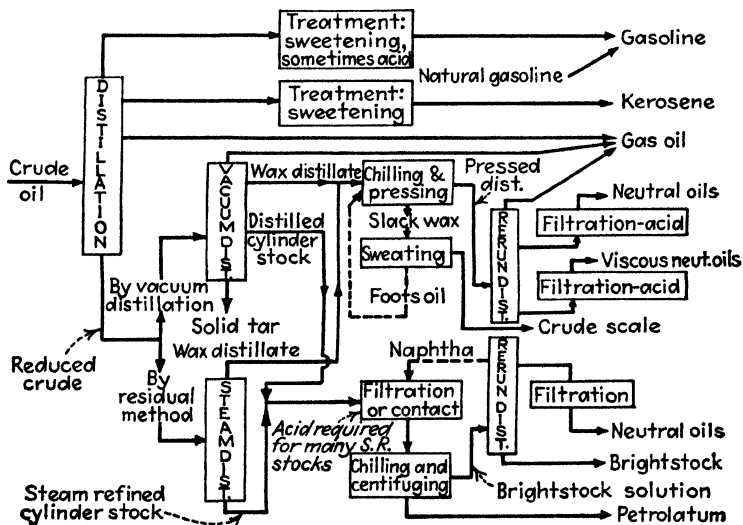 Treatment:
sweetening,
sometimes acid
Gasoline
Natural gasoline
Treatment:
sweetening
Kerosene
Gas oil
Crude
oil
DISTILLATION
VACUUM DIST.
Wax distillate
Chilling &
pressing
Pressed
dist.
Neutral oils
Filtration-acid
Distilled
cylinder
stock
Slack wax
Sweating
RERUN DIST.
Viscous neut.oils
Filtration-acid
By vacuum
distillation
Foots oil
Solid tar
Crude scale
Wax distillate
Reduced
crude
By
residual
method
STEAM DIST.
Naphtha
RERUN DIST.
Filtration
or contact
Filtration
Neutral oils
Acid required
for many S.R.
stocks
Chilling and
centifuging
Brightstock
Steam refined
cylinder stock
Brightstock solution
Petrolatum